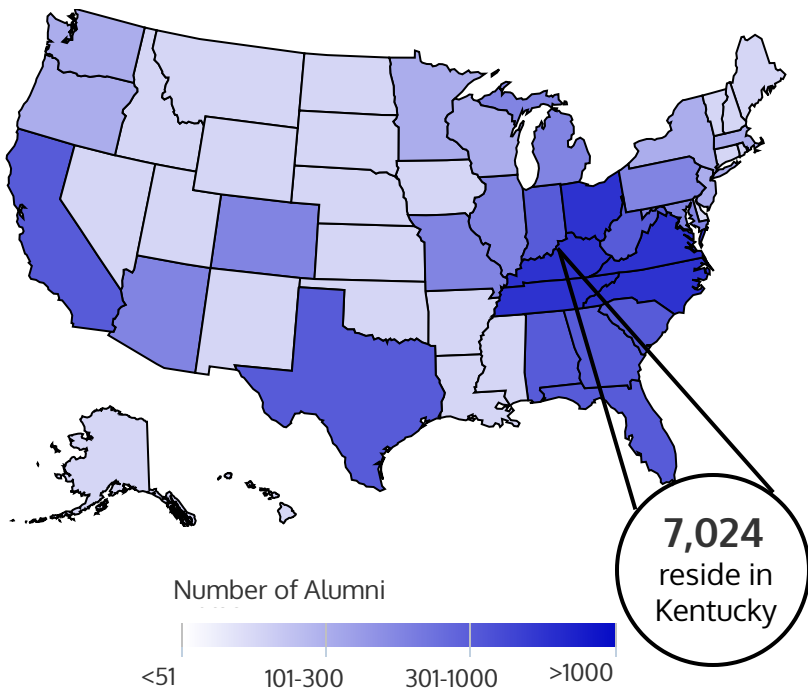 7,024
reside in
Kentucky
Number of Alumni
<51
101-300
301-1000
>1000